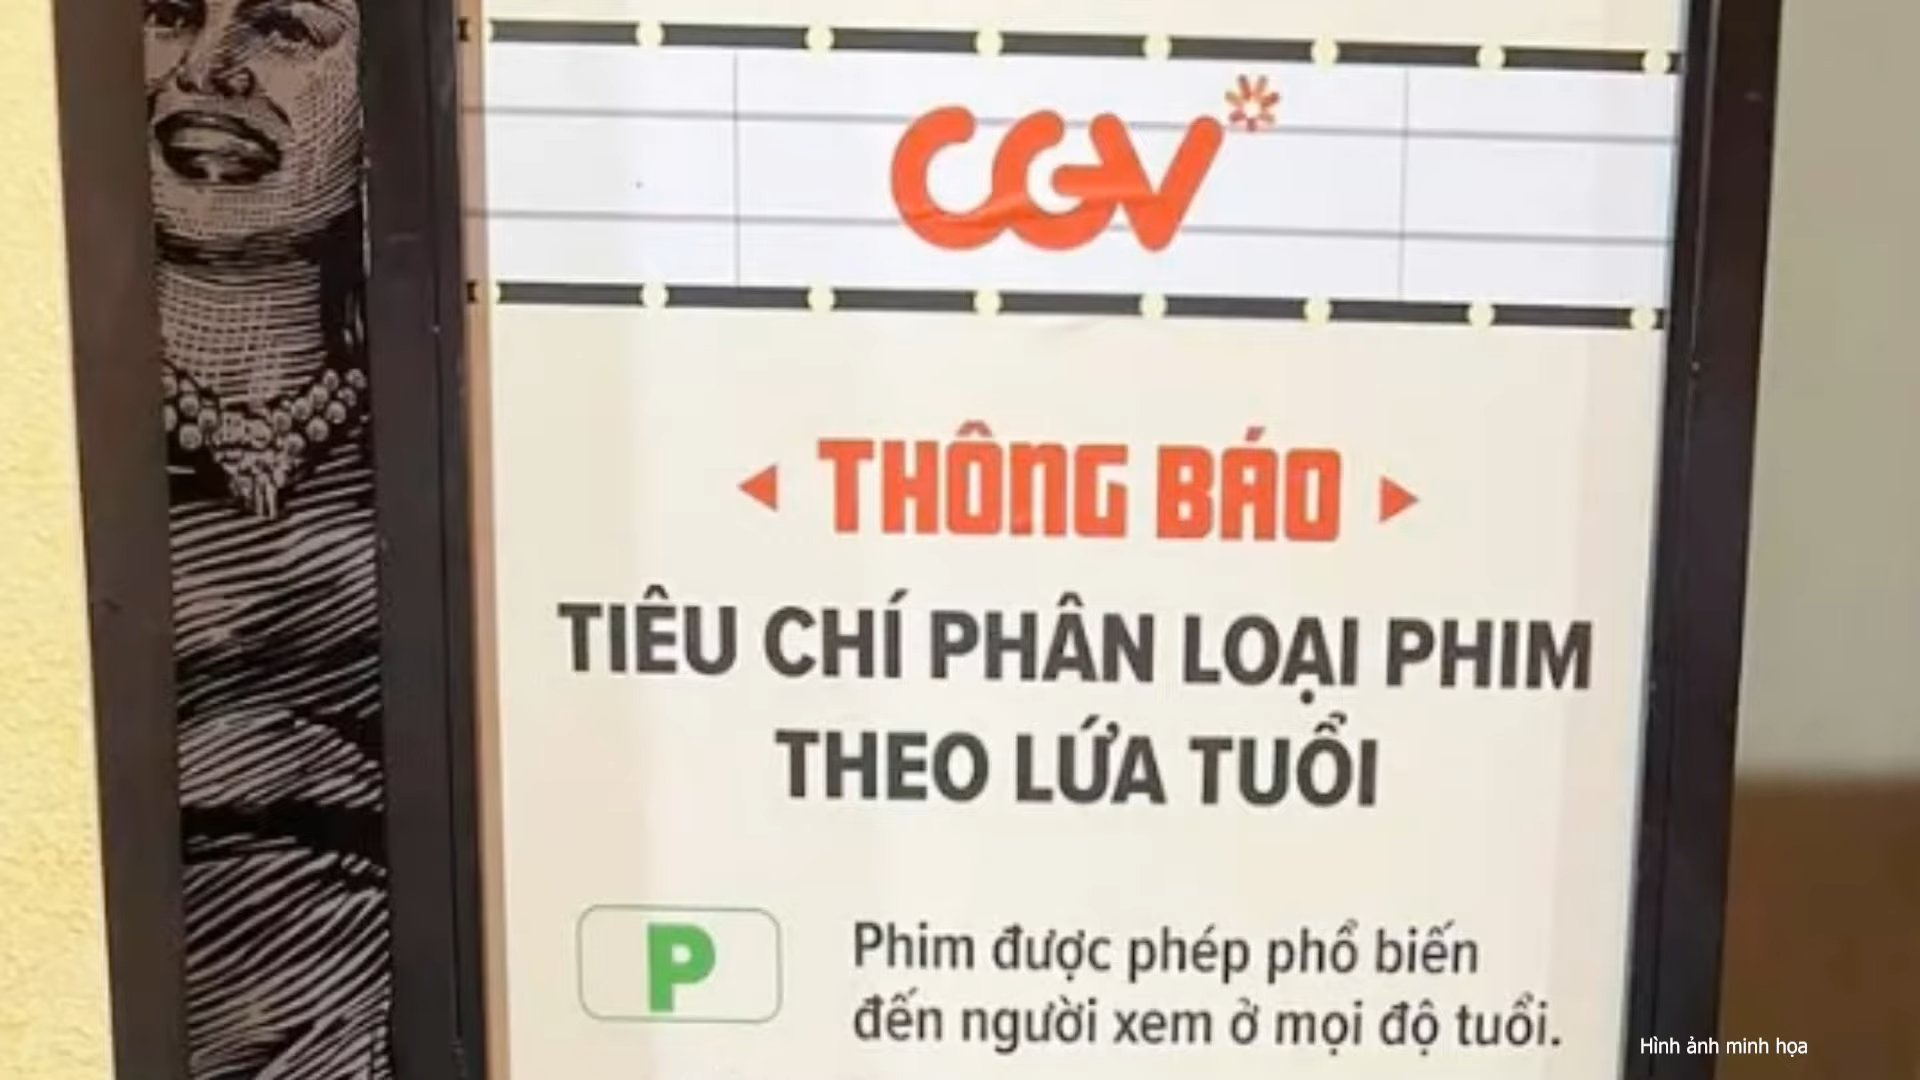 CGV
THÔNG BÁO
TIÊU CHÍ PHÂN LOẠI PHIM
THEO LỨA TUỔI
P
Phim được phép phổ biến
đến người xem ở mọi độ tuổi.
Hình ảnh minh họa